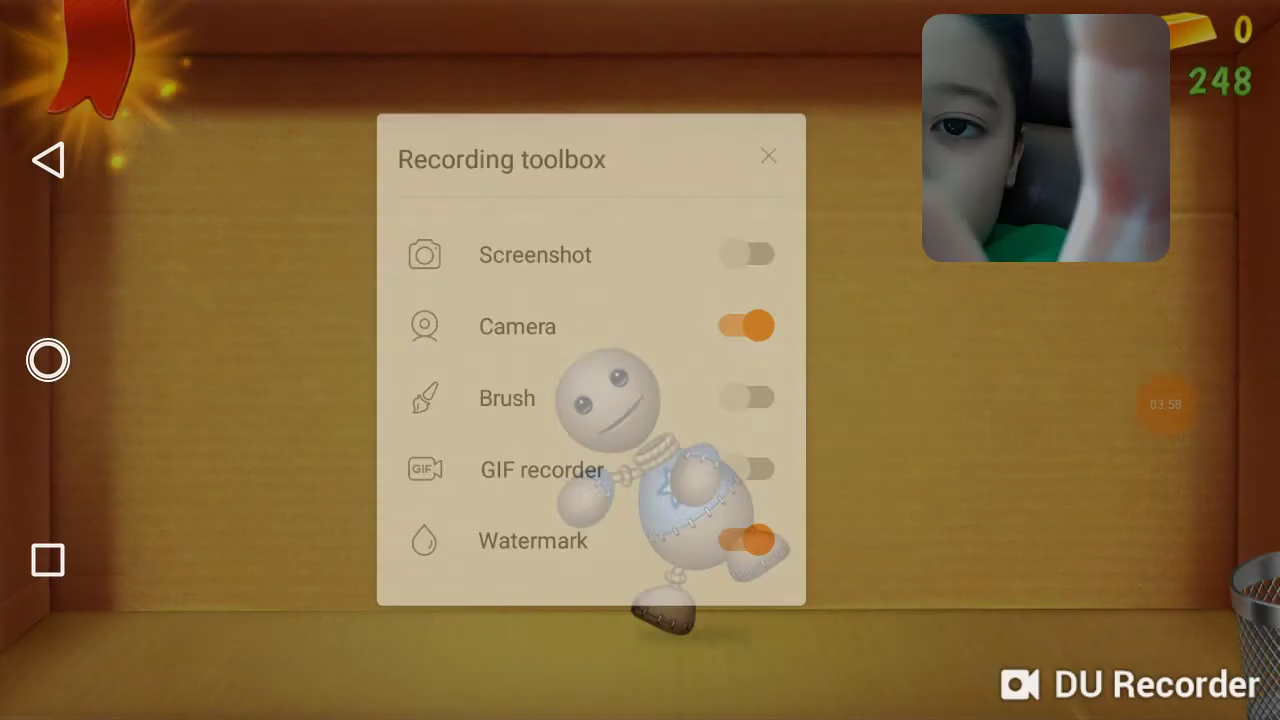 0
248
Recording toolbox
Screenshot
Camera
Brush
03:58
GIF GIF recorder
Watermark
DU Recorder